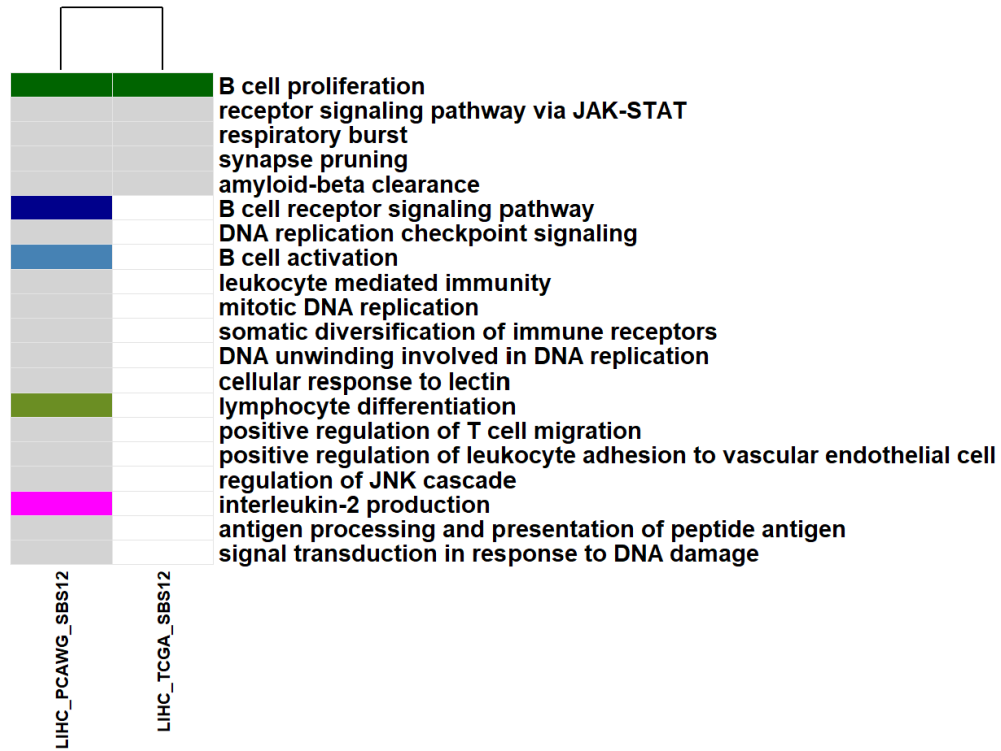 B cell proliferation
receptor signaling pathway via JAK-STAT
respiratory burst
synapse pruning
amyloid-beta clearance
B cell receptor signaling pathway
DNA replication checkpoint signaling
B cell activation
leukocyte mediated immunity
mitotic DNA replication
somatic diversification of immune receptors
DNA unwinding involved in DNA replication
cellular response to lectin
lymphocyte differentiation
positive regulation of T cell migration
positive regulation of leukocyte adhesion to vascular endothelial cell
regulation of JNK cascade
interleukin-2 production
antigen processing and presentation of peptide antigen
signal transduction in response to DNA damage
LIHC_PCAWG_SBS12
LIHC_TCGA_SBS12